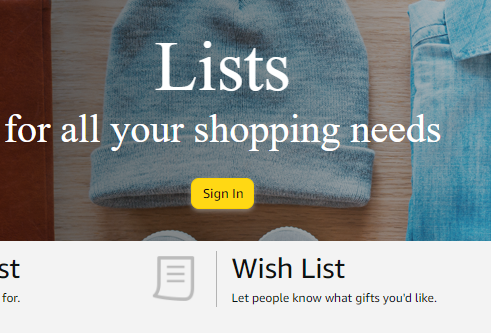 Lists
for all your shopping needs
Sign In
st
Wish List
for.
Let people know what gifts you'd like.